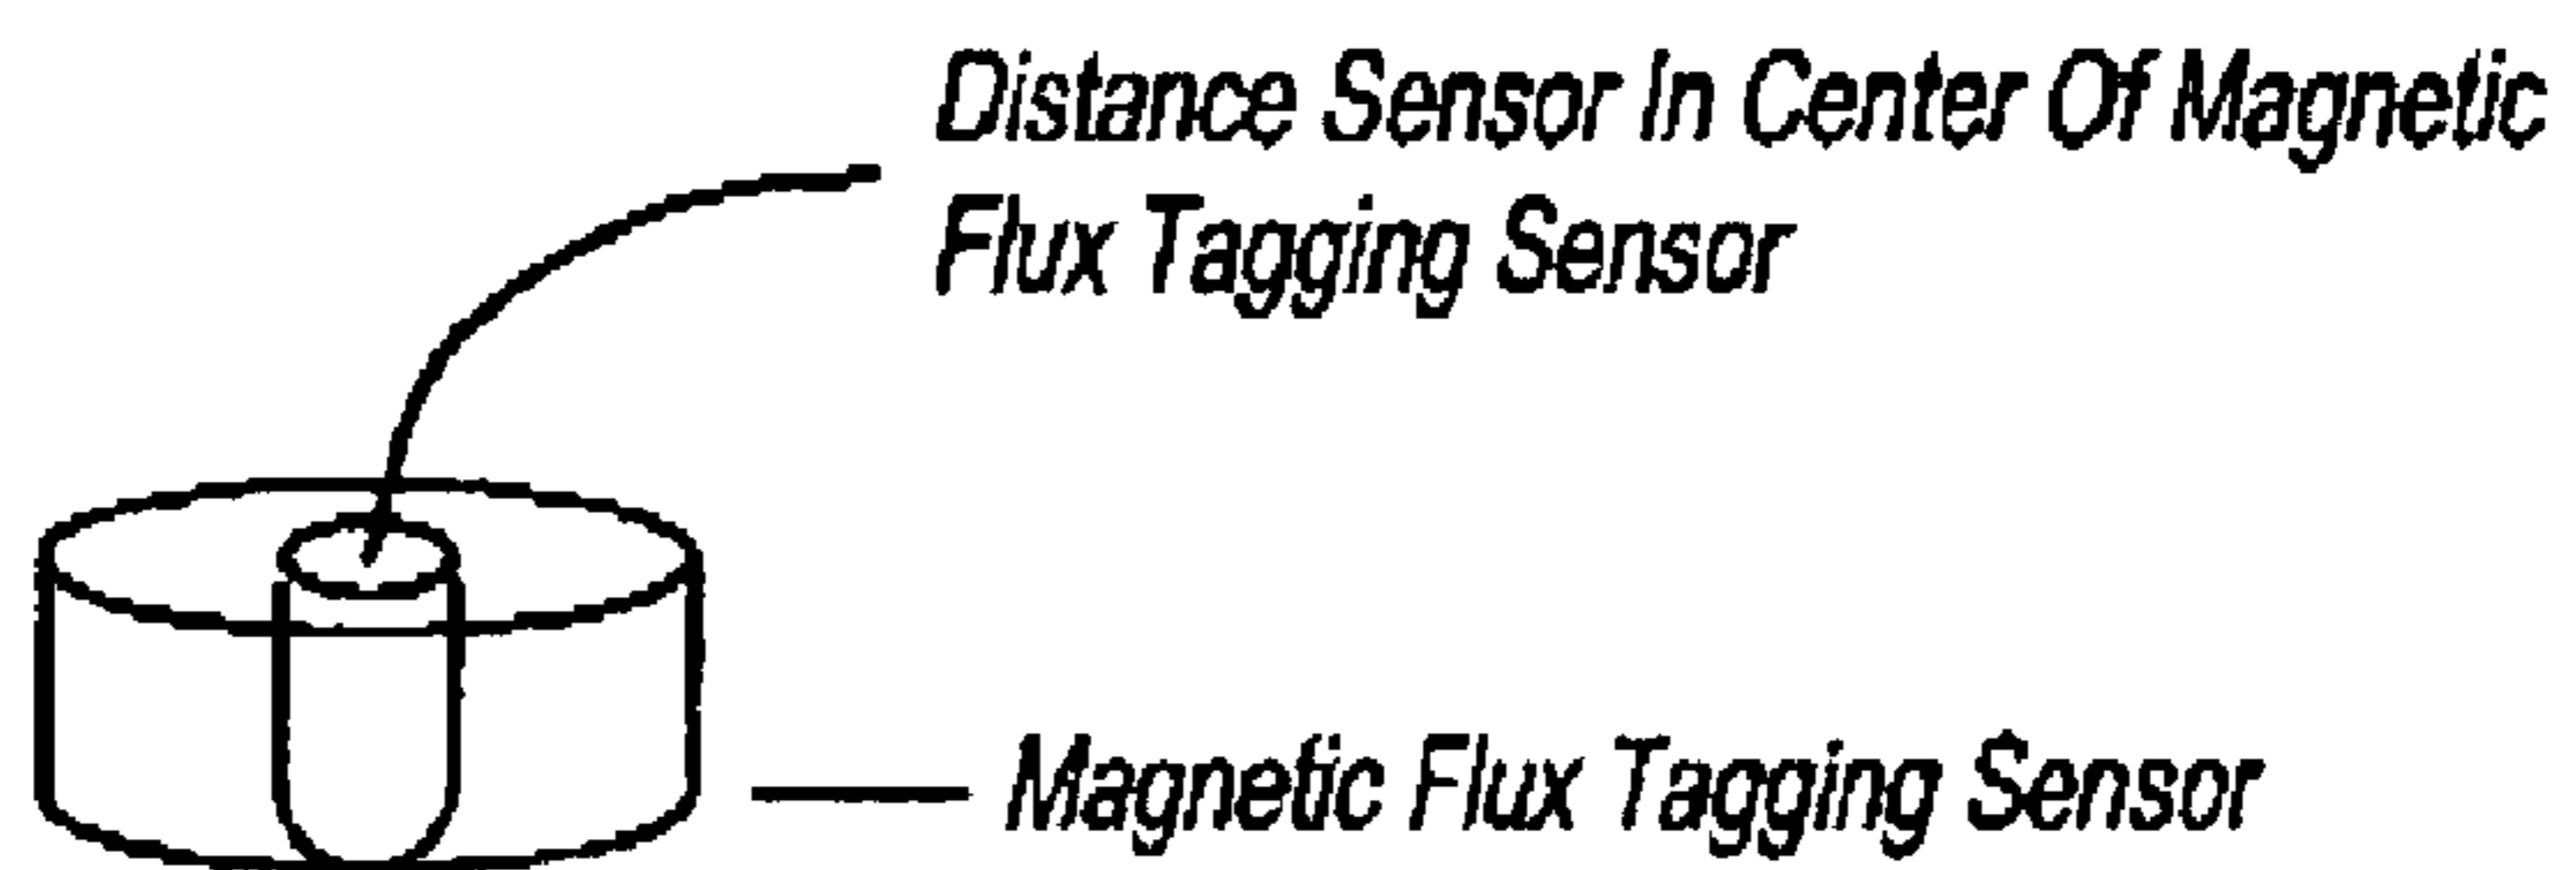 Distance Sensor In Center Of Magnetic
Flux Tagging Sensor
Magnetic Flux Tagging Sensor